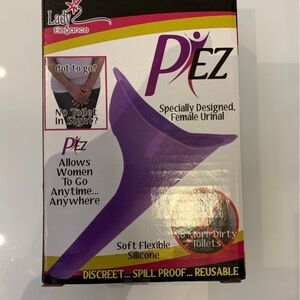 Lady
Elegance
Got to go?
No Toilet
In Sight?
PEZ
Specially Designed,
Female Urinal
PEZ
Allows
Women
To Go
Anytime...
Anywhere
Soft Flexible
Silicone
No More Dirty
Toilets
DISCREET... SPILL PROOF... REUSABLE